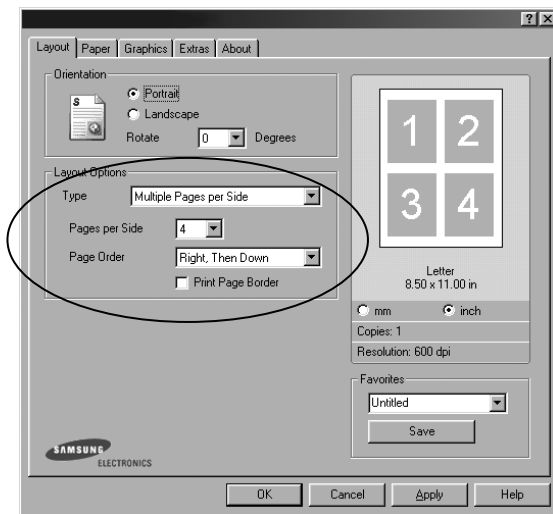 ? X
Layout Paper Graphics Extras About
Orientation
S
Portrait
Landscape
Rotate 0 Degrees
Layout Options
Type Multiple Pages per Side
Pages per Side 4
Page Order Right, Then Down
Print Page Border
1 2
3 4
Letter
8.50 x 11.00 in
mm inch
Copies: 1
Resolution: 600 dpi
Favorites
Untitled
Save
SAMSUNG
ELECTRONICS
OK Cancel Apply Help